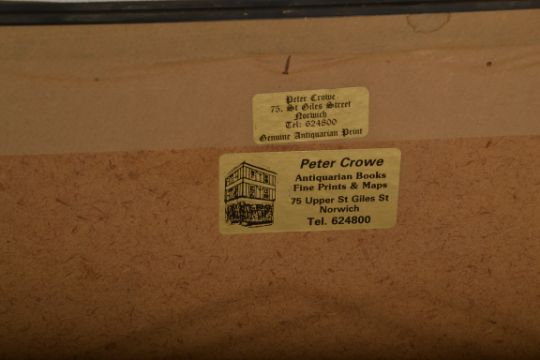 Peter Crowe
75, St Giles Street
Norwich
Tel: 624800
Genuine Antiquarian Print
Peter Crowe
Antiquarian Books
Fine Prints & Maps
75 Upper St Giles St
Norwich
Tel. 624800